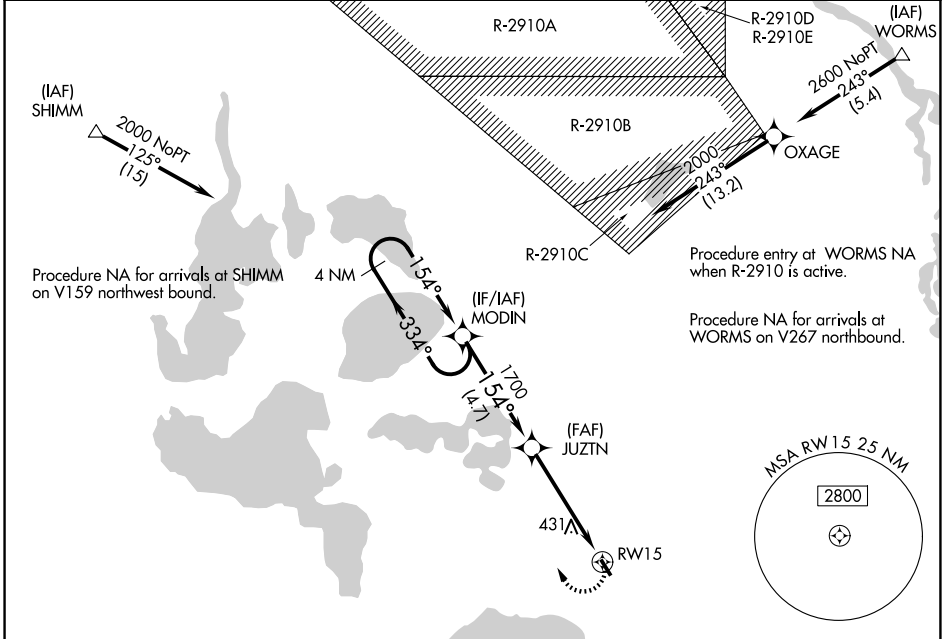 R-2910A
R-2910D
R-2910E
(IAF)
WORMS
2600 NoPT
243°
(5.4)
(IAF)
SHIMM
2000 NoPT
125°
(15)
R-2910B
OXAGE
2000
243°
(13.2)
R-2910C
Procedure NA for arrivals at SHIMM
on V159 northwest bound.
4 NM
154°
334°
(IF/IAF)
MODIN
Procedure entry at WORMS NA
when R-2910 is active.
Procedure NA for arrivals at
WORMS on V267 northbound.
1700
154°
(4.7)
(FAF)
JUZTN
431
RW15
MSA RW15 25 NM
2800